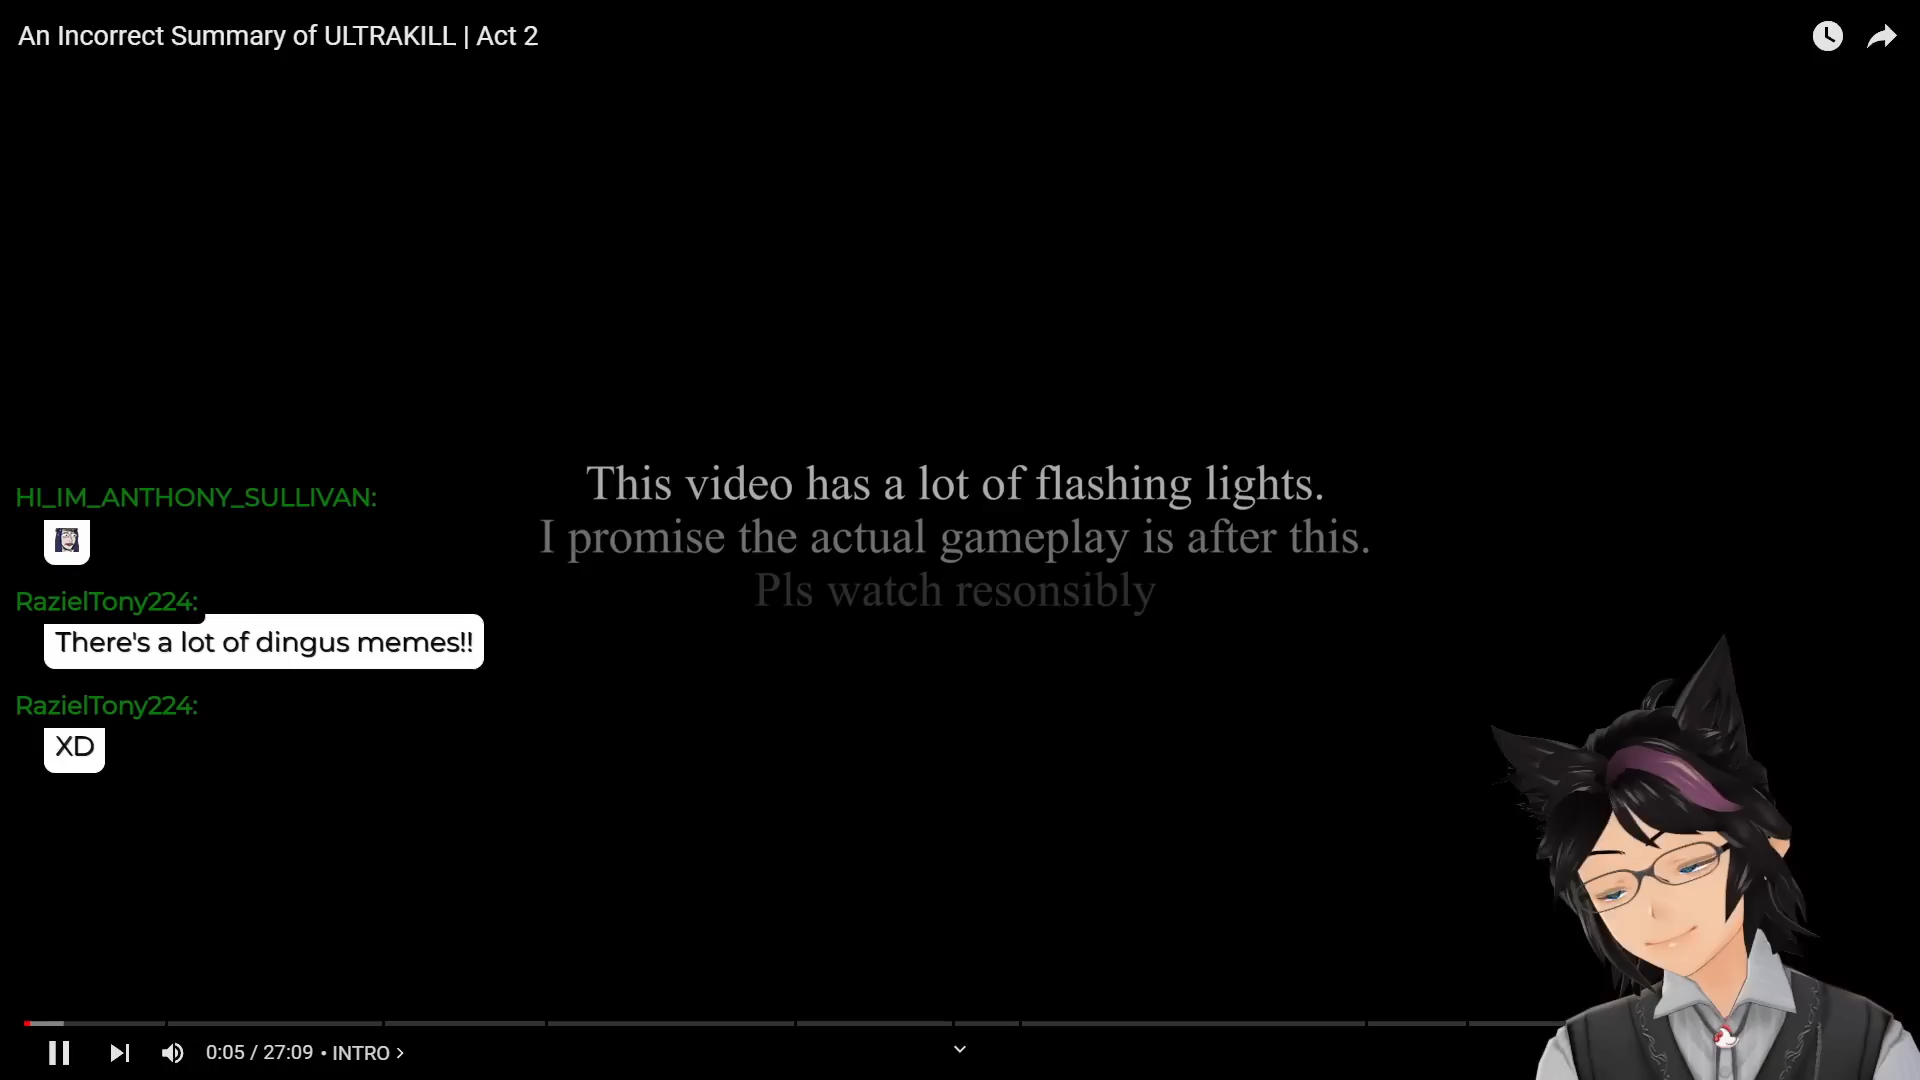 An Incorrect Summary of ULTRAKILL | Act 2
This video has a lot of flashing lights.
I promise the actual gameplay is after this.
Pls watch resonsibly
HI_IM_ANTHONY_SULLIVAN:
RazielTony224:
There's a lot of dingus memes!!
RazielTony224:
XD
0:05 / 27:09 • INTRO >